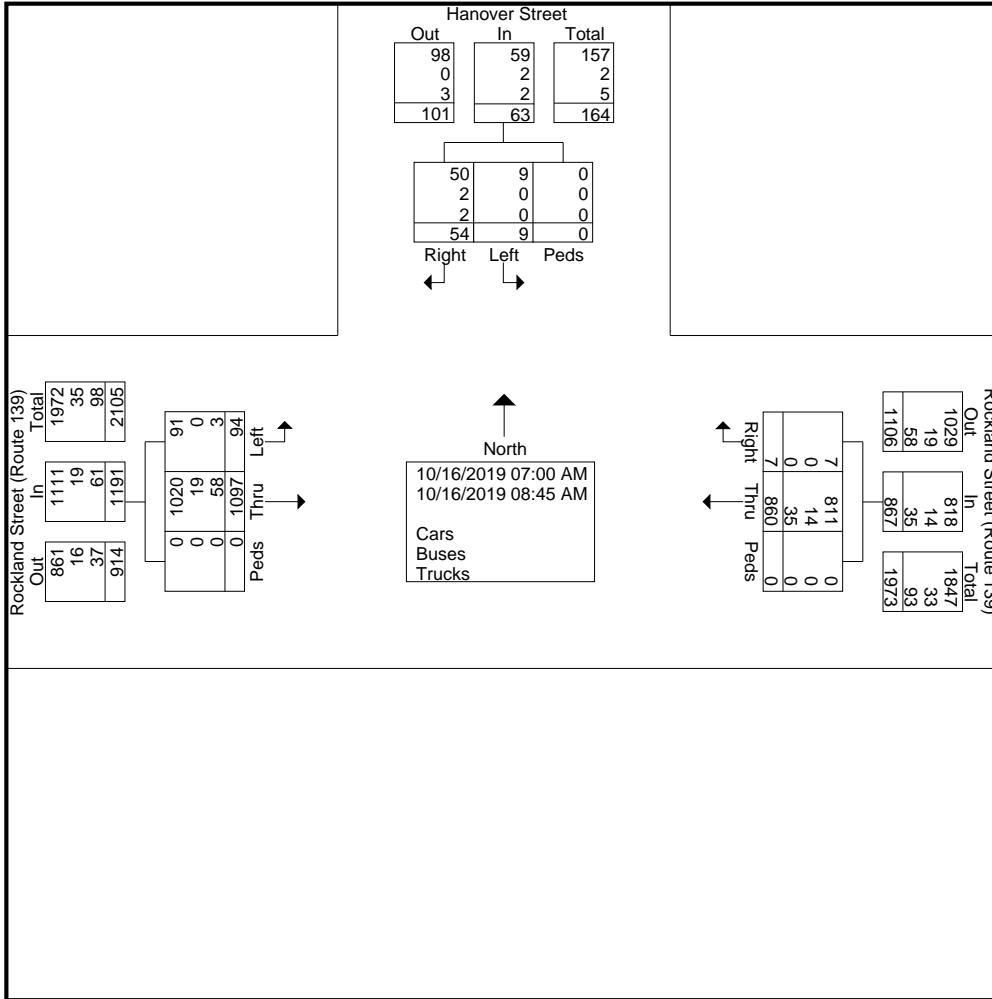 Hanover Street
Out In Total
98 59 157
0 2 2
3 2 5
101 63 164
50 9 0
2 0 0
2 0 0
54 9 0
Right Left Peds
Rockland Street (Route 139)
Total In Out
1972 1111 861
35 19 16
98 61 37
2105 1191 914
Left Thru Peds
91 1020 0
0 19 0
3 58 0
94 1097 0
North
10/16/2019 07:00 AM
10/16/2019 08:45 AM
Cars
Buses
Trucks
Right Thru Peds
7 811 0
0 14 0
0 35 0
7 860 0
Rockland Street (Route 139)
Out In Total
1029 818 1847
19 14 33
58 35 93
1106 867 1973